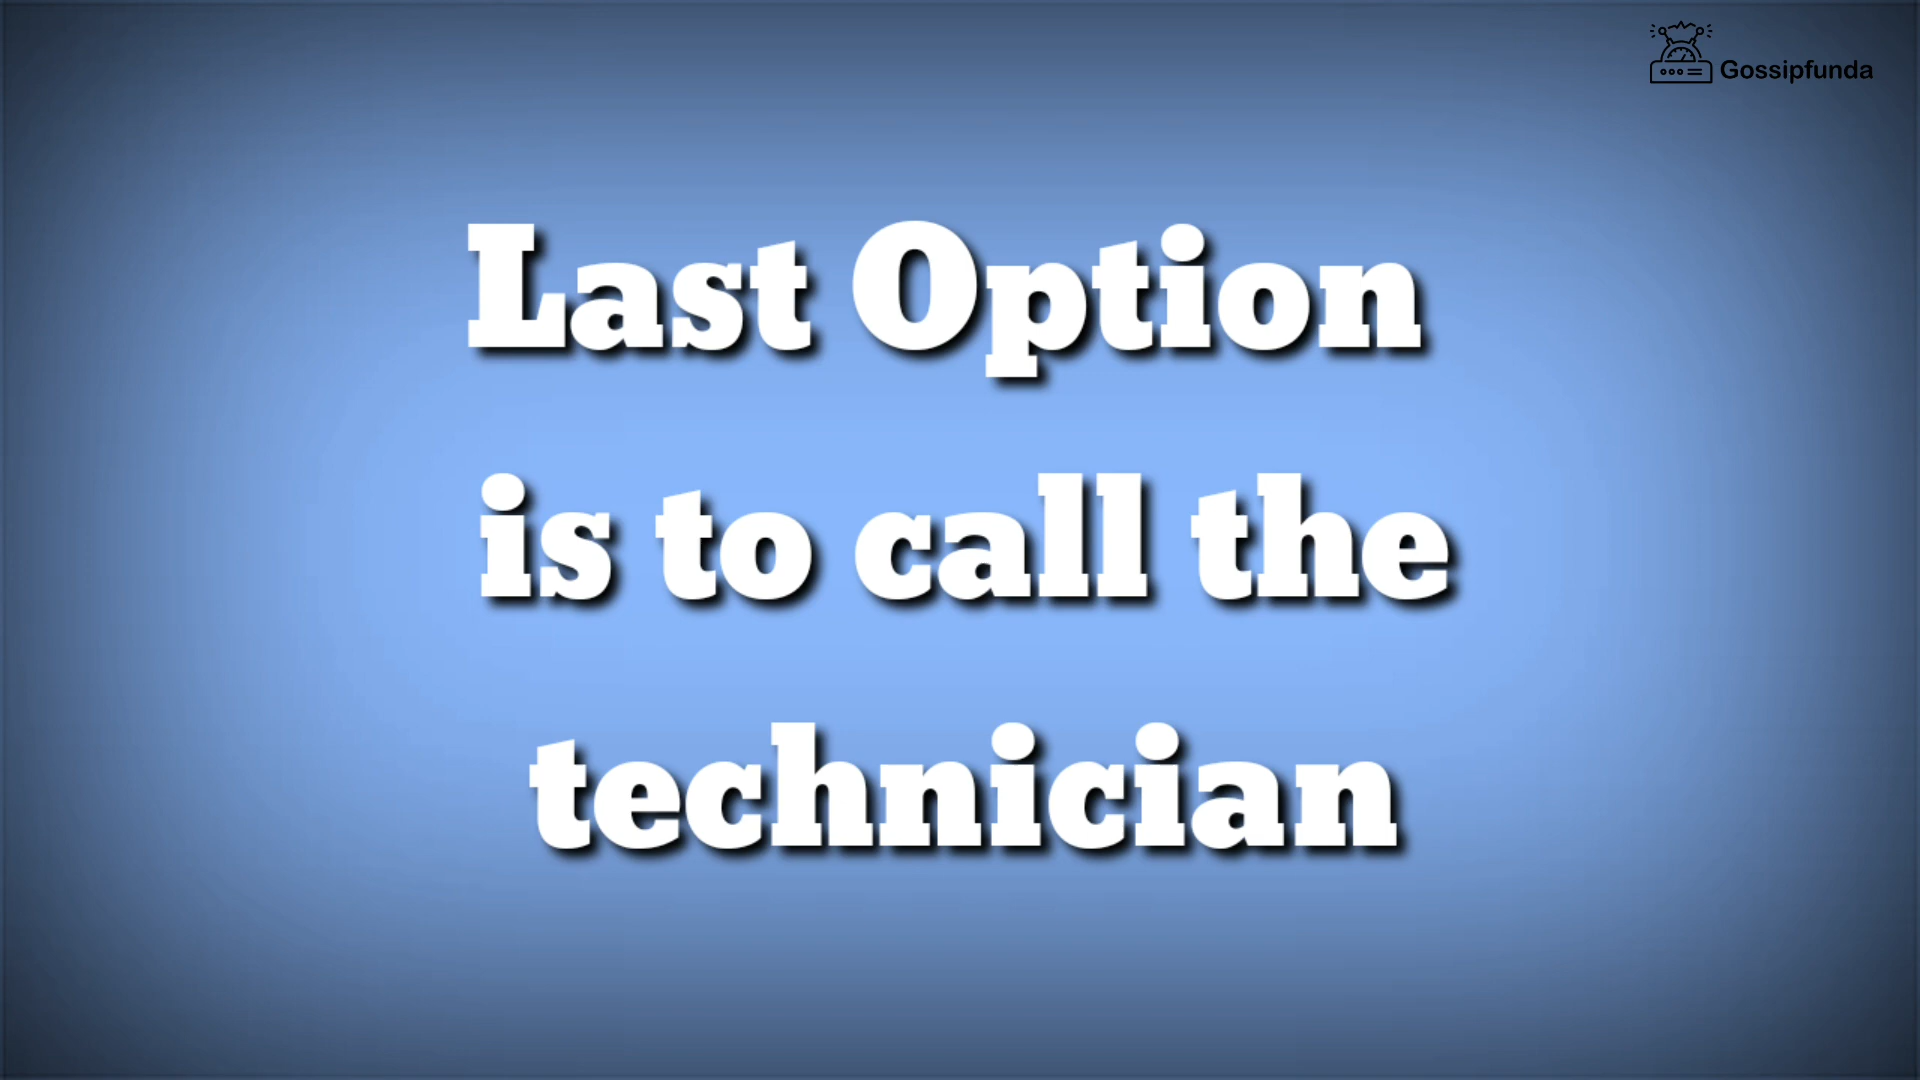 Gossipfunda
Last Option
is to call the
technician